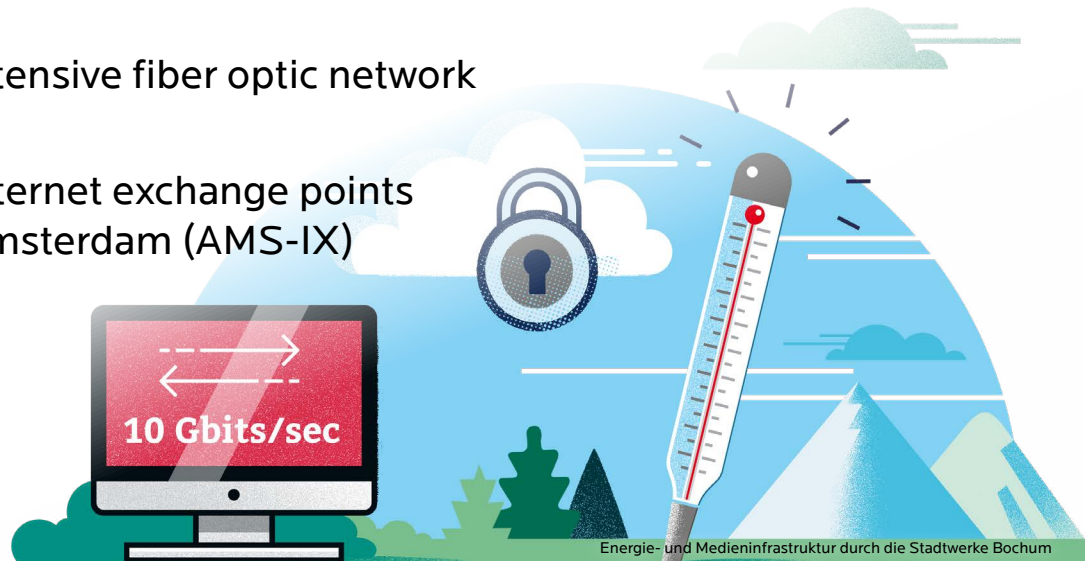 tensive fiber optic network
ternet exchange points
msterdam (AMS-IX)
10 Gbits/sec
Energie- und Medieninfrastruktur durch die Stadtwerke Bochum